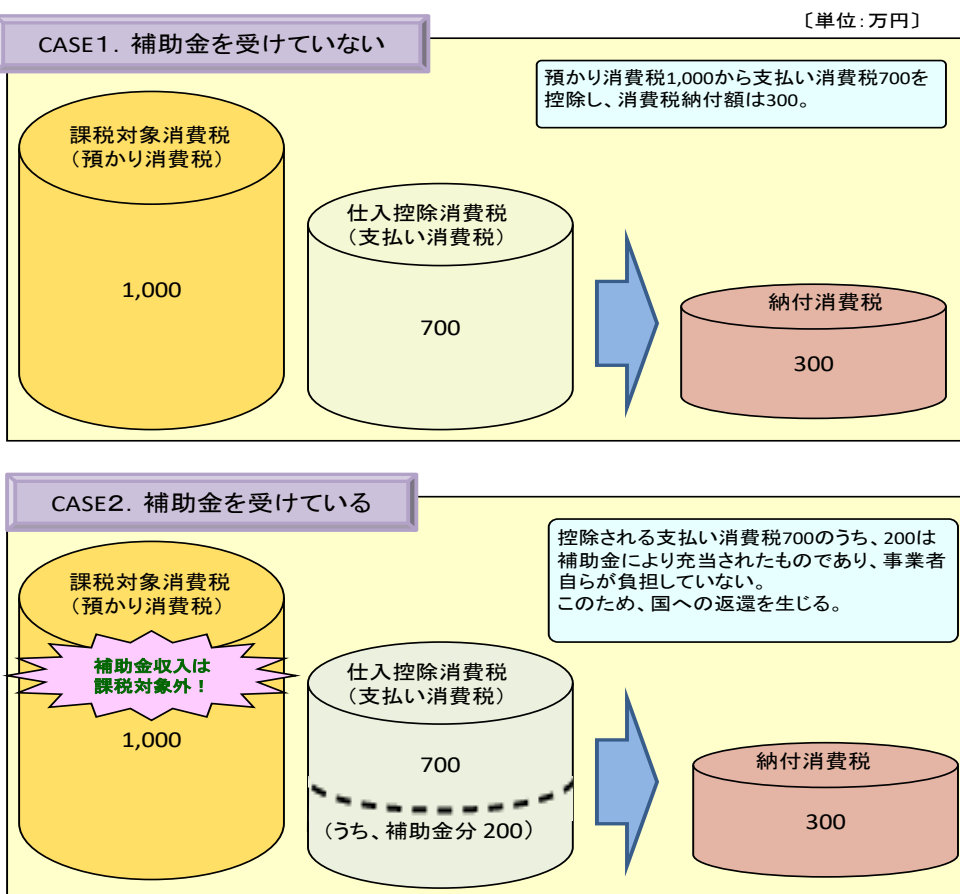 〔単位:万円〕
CASE1. 補助金を受けていない
預かり消費税1,000から支払い消費税700を
控除し、消費税納付額は300。
課税対象消費税
(預かり消費税)
1,000
仕入控除消費税
(支払い消費税)
700
納付消費税
300
CASE2. 補助金を受けている
控除される支払い消費税700のうち、200は
補助金により充当されたものであり、事業者
自らが負担していない。
このため、国への返還を生じる。
課税対象消費税
(預かり消費税)
補助金収入は
課税対象外!
1,000
仕入控除消費税
(支払い消費税)
700
(うち、補助金分 200)
納付消費税
300